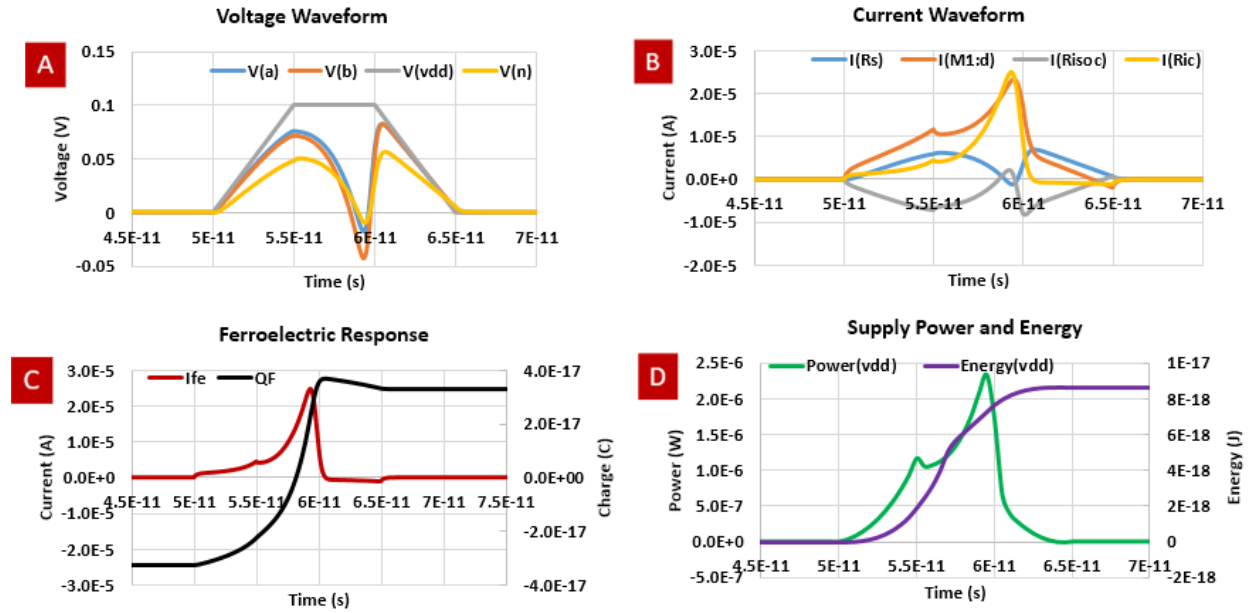 Voltage Waveform
A
0.15
0.1
0.05
0
-0.05
Voltage (V)
V(a) V(b) V(vdd) V(n)
4.5E-11 5E-11 5.5E-11 6E-11 6.5E-11 7E-11
Time (s)
Current Waveform
B
3.0E-5
2.0E-5
1.0E-5
0.0E+0
-1.0E-5
-2.0E-5
Current (A)
I(Rs) I(M1:d) I(Risoc) I(Ric)
4.5E-11 5E-11 5.5E-11 6E-11 6.5E-11 7E-11
Time (s)
Ferroelectric Response
C
3.0E-5
2.0E-5
1.0E-5
0.0E+0
-1.0E-5
-2.0E-5
-3.0E-5
Current (A)
Ife QF
4.5E-11 5E-11 5.5E-11 6E-11 6.5E-11 7E-11 7.5E-11
4.0E-17
2.0E-17
0.0E+00
-2.0E-17
-4.0E-17
Charge (C)
Time (s)
Supply Power and Energy
D
2.5E-6
2.0E-6
1.5E-6
1.0E-6
5.0E-7
0.0E+0
-5.0E-7
Power (W)
Power(vdd) Energy(vdd)
4.5E-11 5E-11 5.5E-11 6E-11 6.5E-11 7E-11
1E-17
8E-18
6E-18
4E-18
2E-18
0
-2E-18
Energy (J)
Time (s)